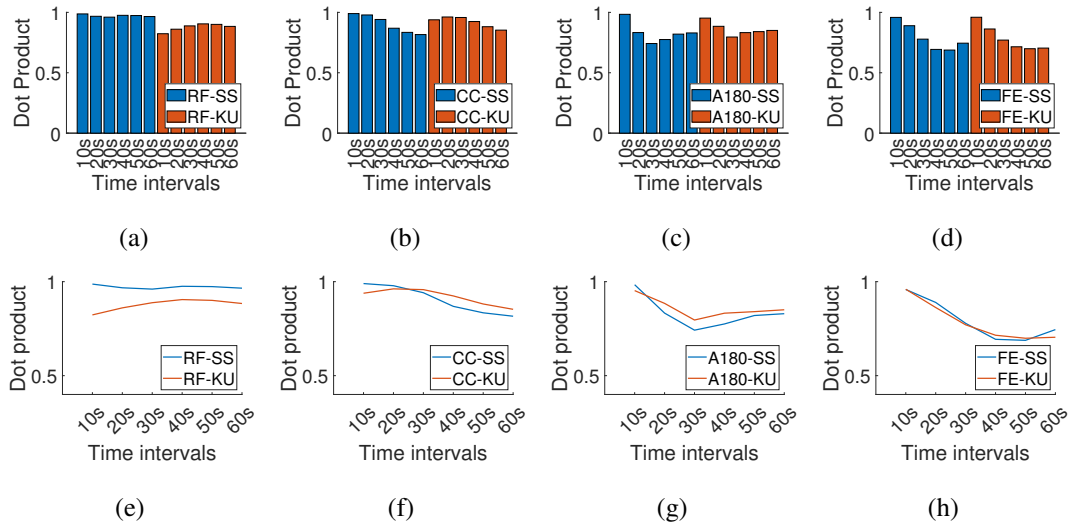 Dot Product
1
0.5
0
RF-SS
RF-KU
10s 20s 30s 40s 50s 60s 10s 20s 30s 40s 50s 60s
Time intervals
(a)
Dot Product
1
0.5
0
CC-SS
CC-KU
10s 20s 30s 40s 50s 60s 10s 20s 30s 40s 50s 60s
Time intervals
(b)
Dot Product
1
0.5
0
A180-SS
A180-KU
10s 20s 30s 40s 50s 60s 10s 20s 30s 40s 50s 60s
Time intervals
(c)
Dot Product
1
0.5
0
FE-SS
FE-KU
10s 20s 30s 40s 50s 60s 10s 20s 30s 40s 50s 60s
Time intervals
(d)
Dot product
1
0.5
RF-SS
RF-KU
10s 20s 30s 40s 50s 60s
Time intervals
(e)
Dot product
1
0.5
CC-SS
CC-KU
10s 20s 30s 40s 50s 60s
Time intervals
(f)
Dot product
1
0.5
A180-SS
A180-KU
10s 20s 30s 40s 50s 60s
Time intervals
(g)
Dot product
1
0.5
FE-SS
FE-KU
10s 20s 30s 40s 50s 60s
Time intervals
(h)